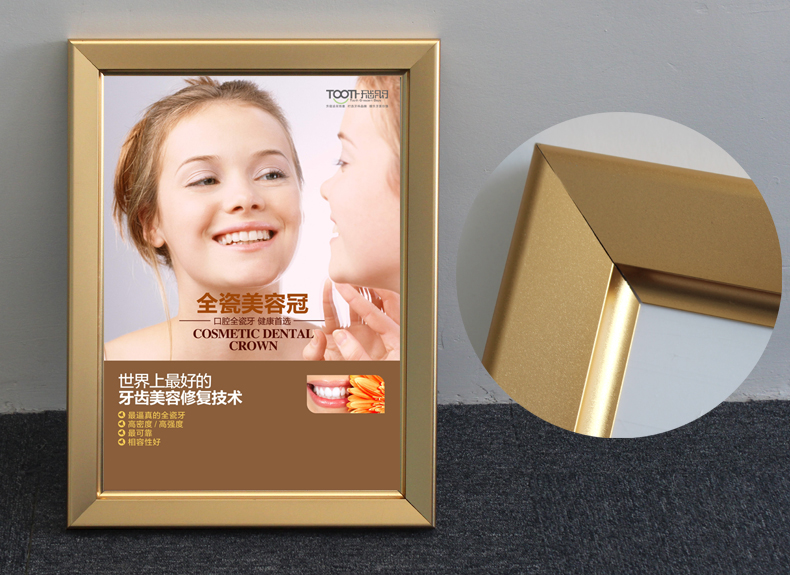 TOOTH
全瓷美容冠
口腔全瓷牙 健康首选
COSMETIC DENTAL
CROWN
世界上最好的
牙齿美容修复技术
最逼真的全瓷牙
高密度 / 高强度
最可靠
相容性好